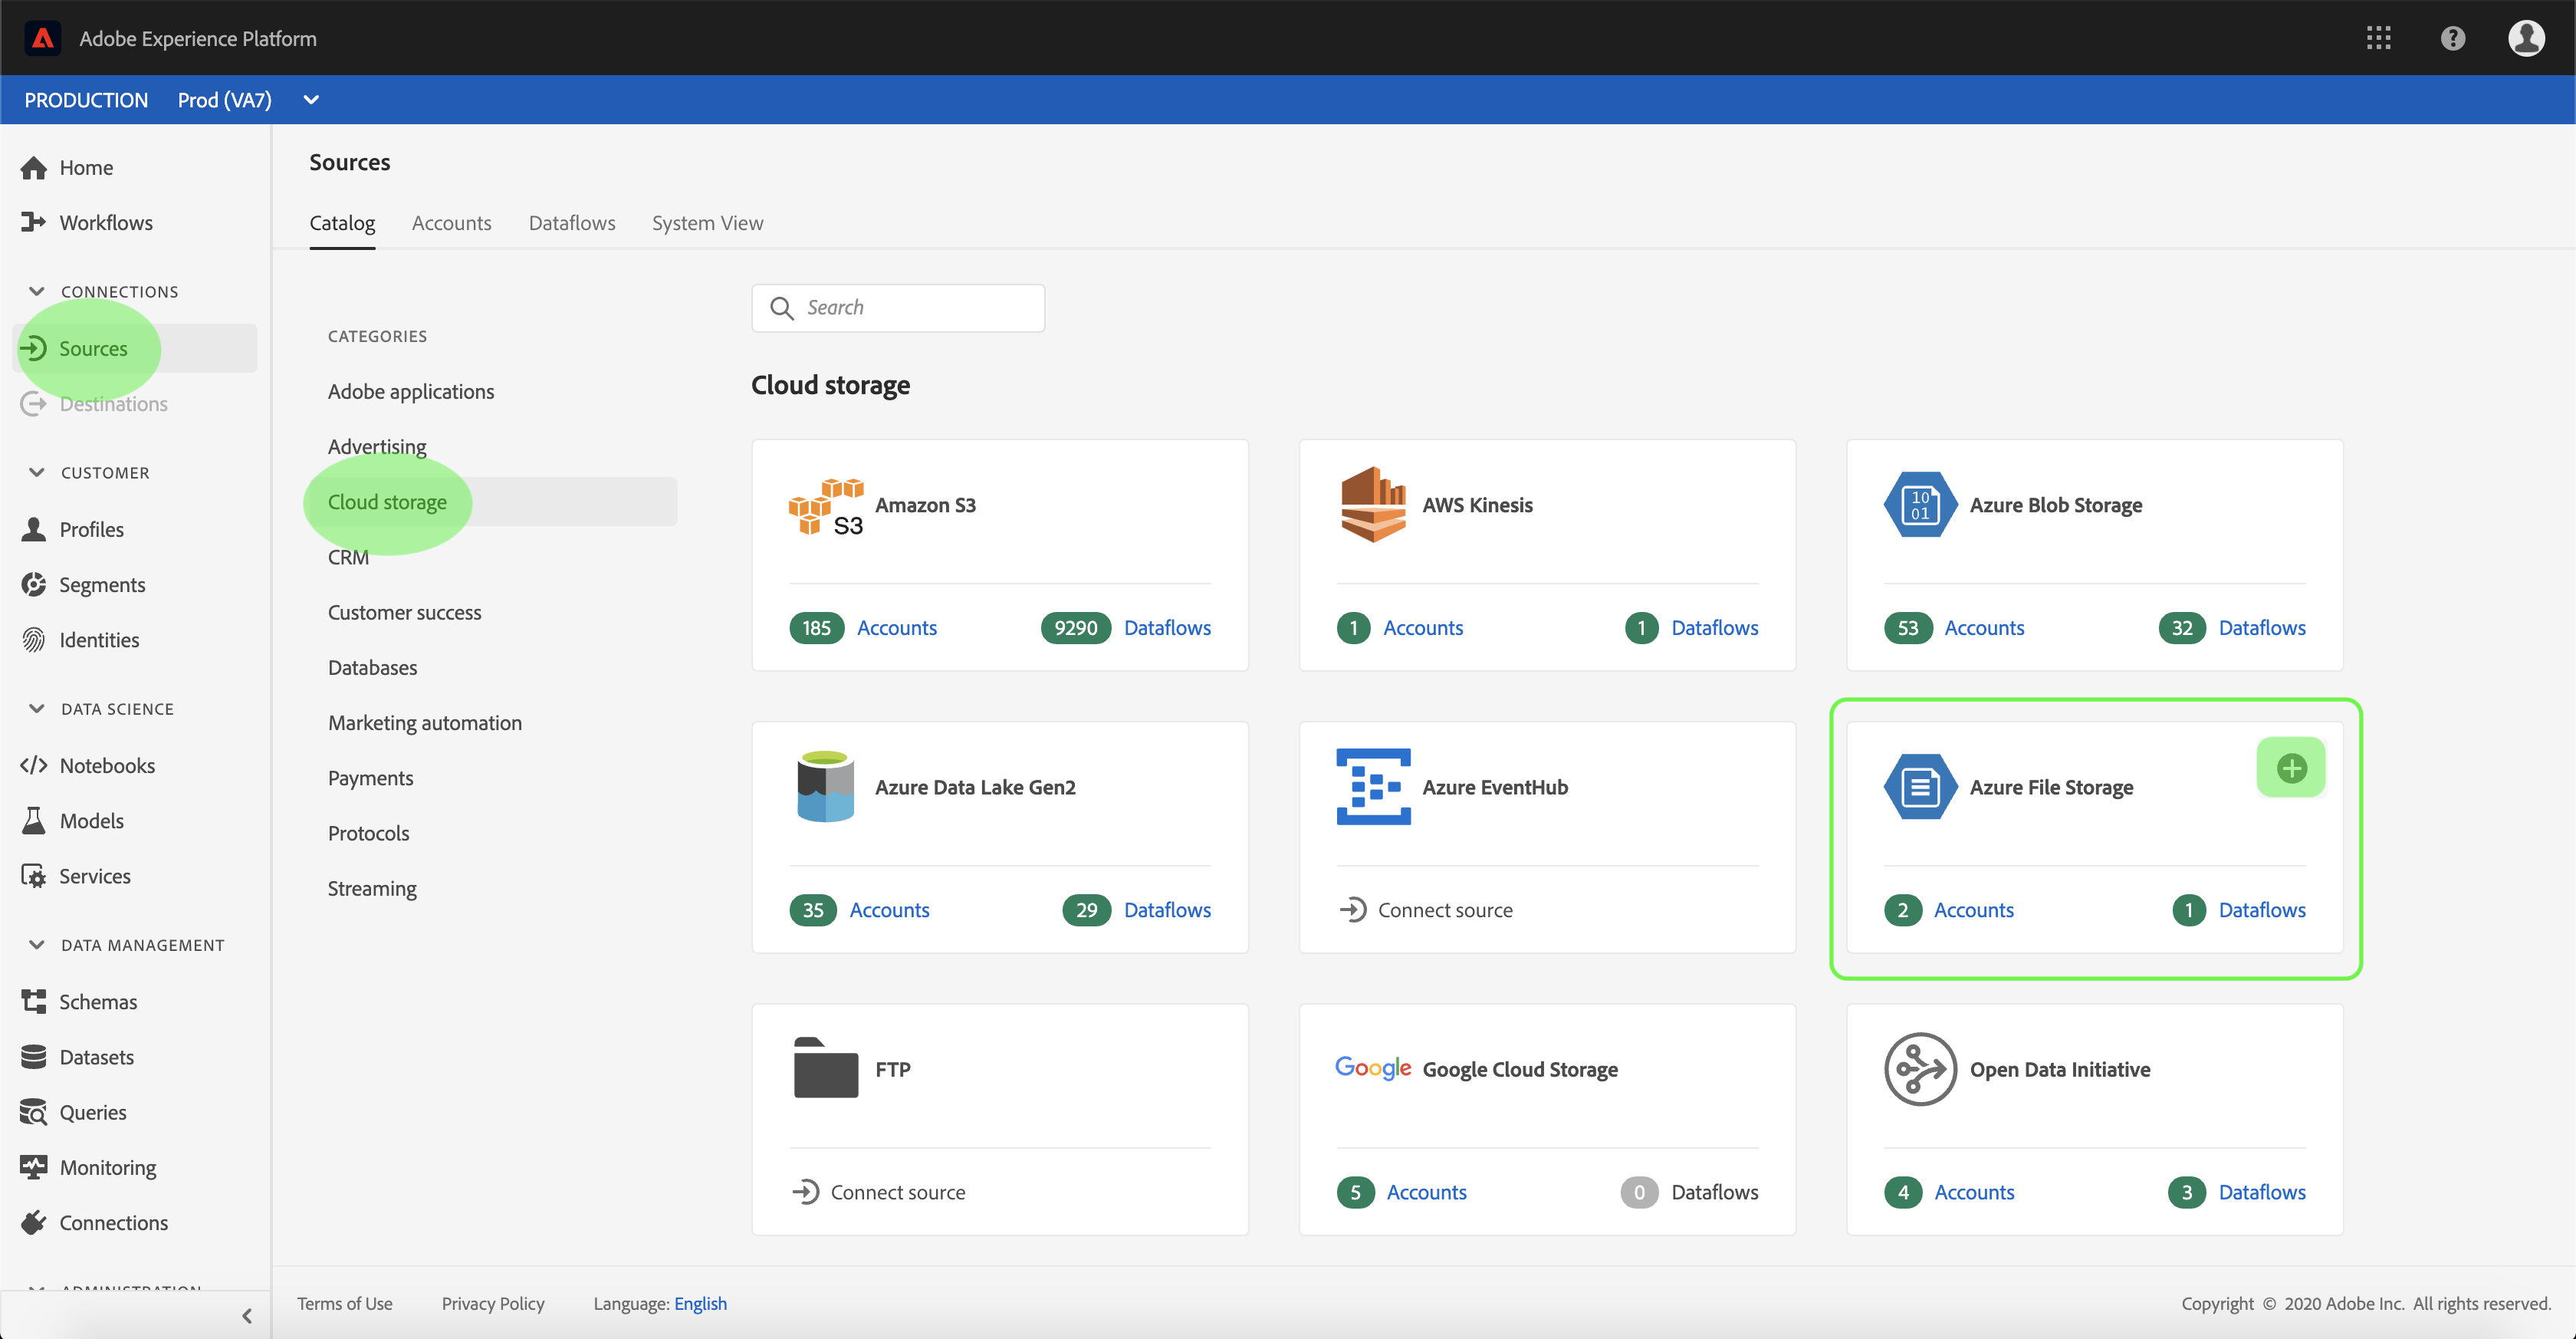 Adobe Experience Platform
PRODUCTION Prod (VA7)
Home
Workflows
CONNECTIONS
Sources
Destinations
CUSTOMER
Profiles
Segments
Identities
DATA SCIENCE
Notebooks
Models
Services
DATA MANAGEMENT
Schemas
Datasets
Queries
Monitoring
Connections
ADMINISTRATION
Sources
Catalog Accounts Dataflows System View
CATEGORIES
Adobe applications
Advertising
Cloud storage
CRM
Customer success
Databases
Marketing automation
Payments
Protocols
Streaming
Search
Cloud storage
S3 Amazon S3
185 Accounts 9290 Dataflows
AWS Kinesis
1 Accounts 1 Dataflows
10
01
Azure Blob Storage
53 Accounts 32 Dataflows
Azure Data Lake Gen2
35 Accounts 29 Dataflows
Azure EventHub
Connect source
Azure File Storage
2 Accounts 1 Dataflows
FTP
Connect source
Google Google Cloud Storage
5 Accounts 0 Dataflows
Open Data Initiative
4 Accounts 3 Dataflows
Terms of Use Privacy Policy Language: English
Copyright © 2020 Adobe Inc. All rights reserved.